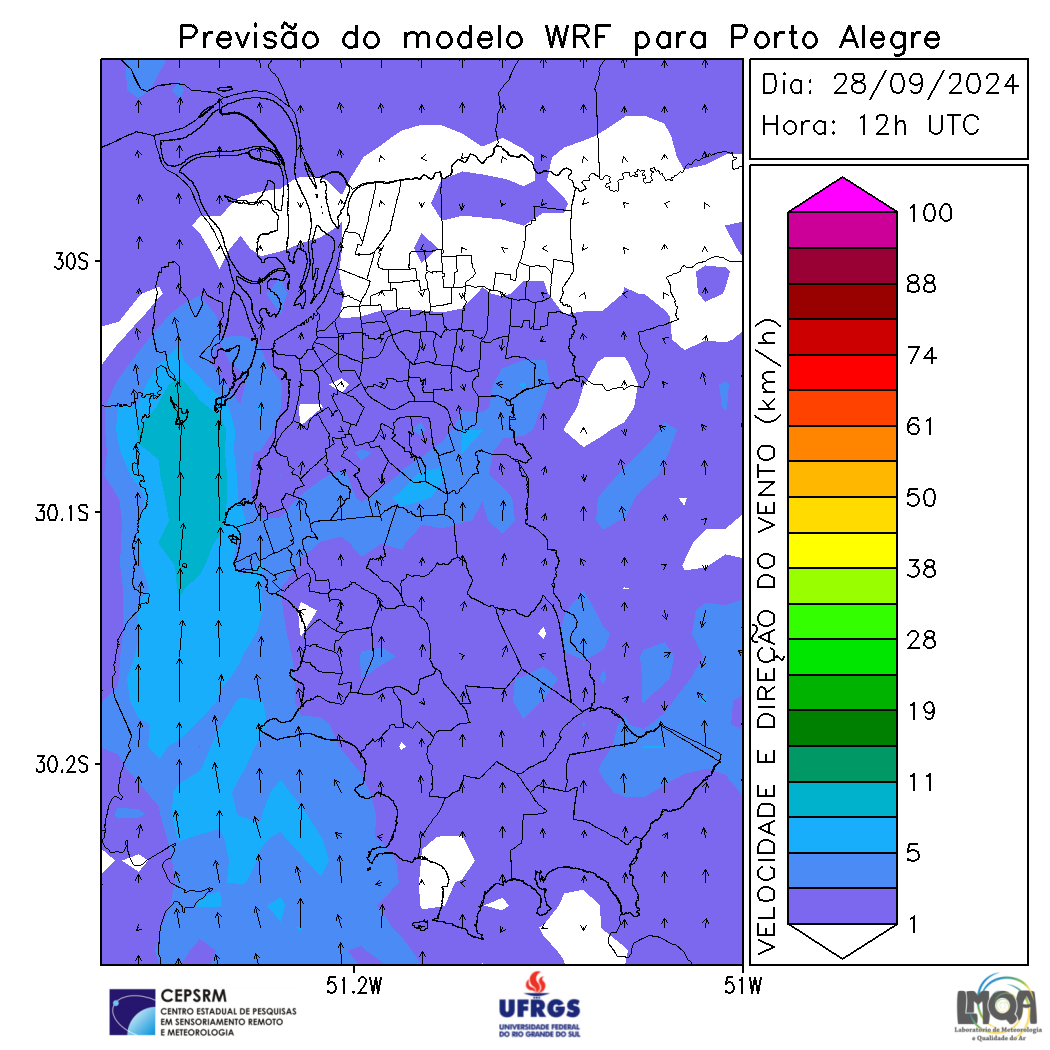 Previsão do modelo WRF para Porto Alegre
Dia: 28/09/2024
Hora: 12h UTC
30S
30.1S
30.2S
51.2W
51W
VELOCIDADE E DIREÇÃO DO VENTO (km/h)
100
88
74
61
50
38
28
19
11
5
1
CEPSRM
CENTRO ESTADUAL DE PESQUISAS
EM SENSORIAMENTO REMOTO
E METEOROLOGIA
UFRGS
UNIVERSIDADE FEDERAL
DO RIO GRANDE DO SUL
LMQA
Laboratório de Meteorologia
e Qualidade do Ar